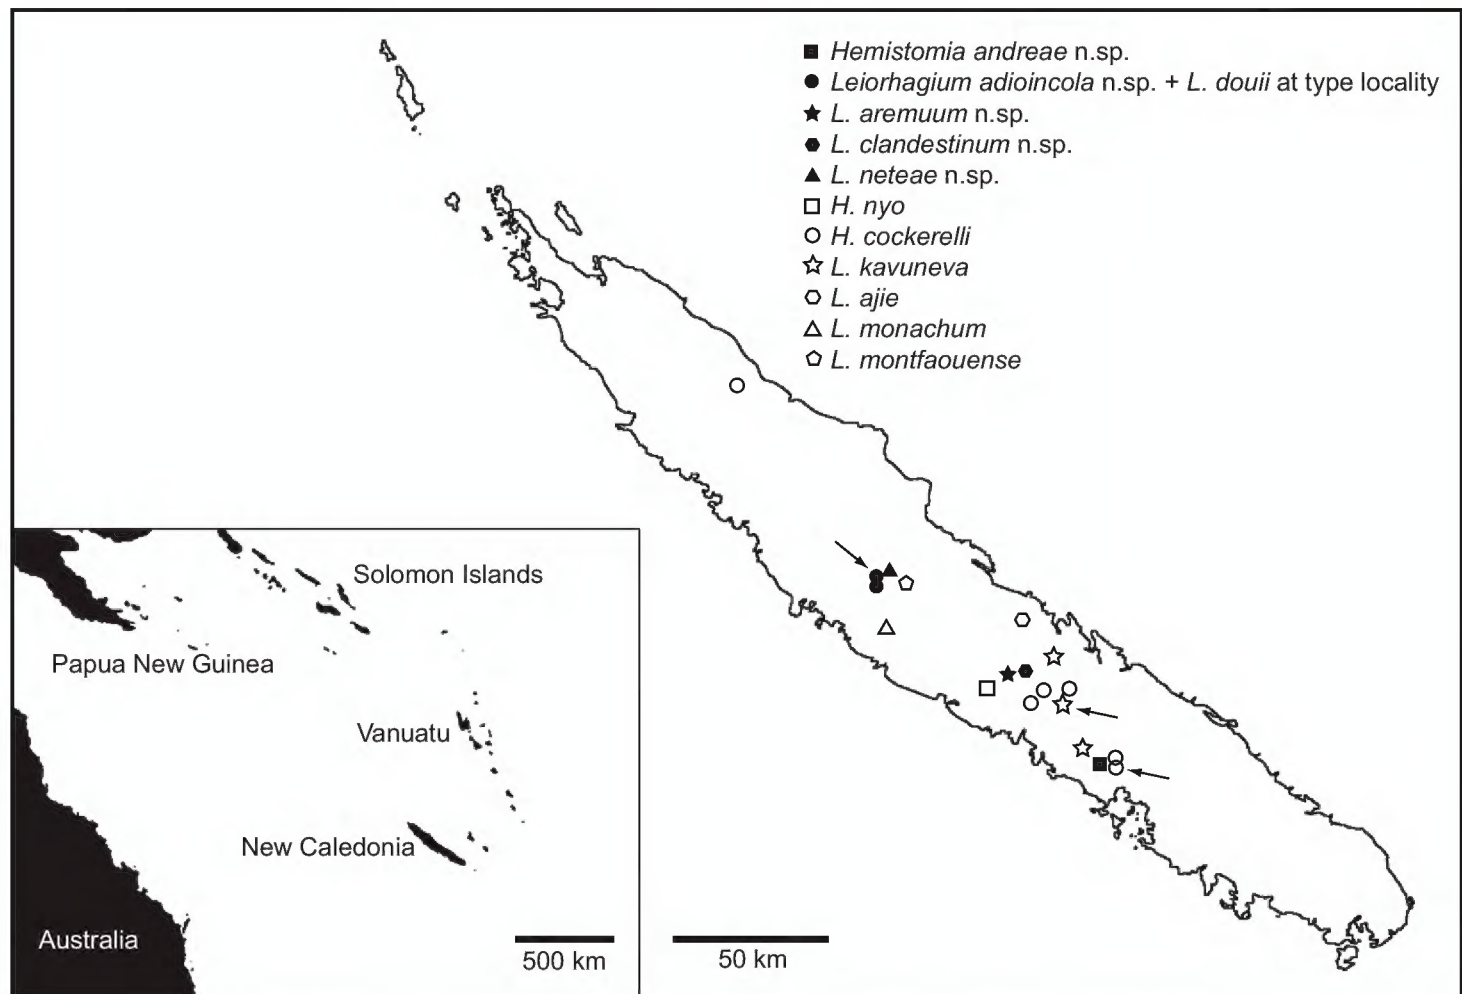 Hemistomia andreae n.sp.
Leiorhagium adioincola n.sp. + L. douii at type locality
L. aremuum n.sp.
L. clandestinum n.sp.
L. neteae n.sp.
H. nyo
H. cockerelli
L. kavuneva
L. ajie
L. monachum
L. montfaouense
Solomon Islands
Papua New Guinea
Vanuatu
New Caledonia
Australia
500 km
50 km